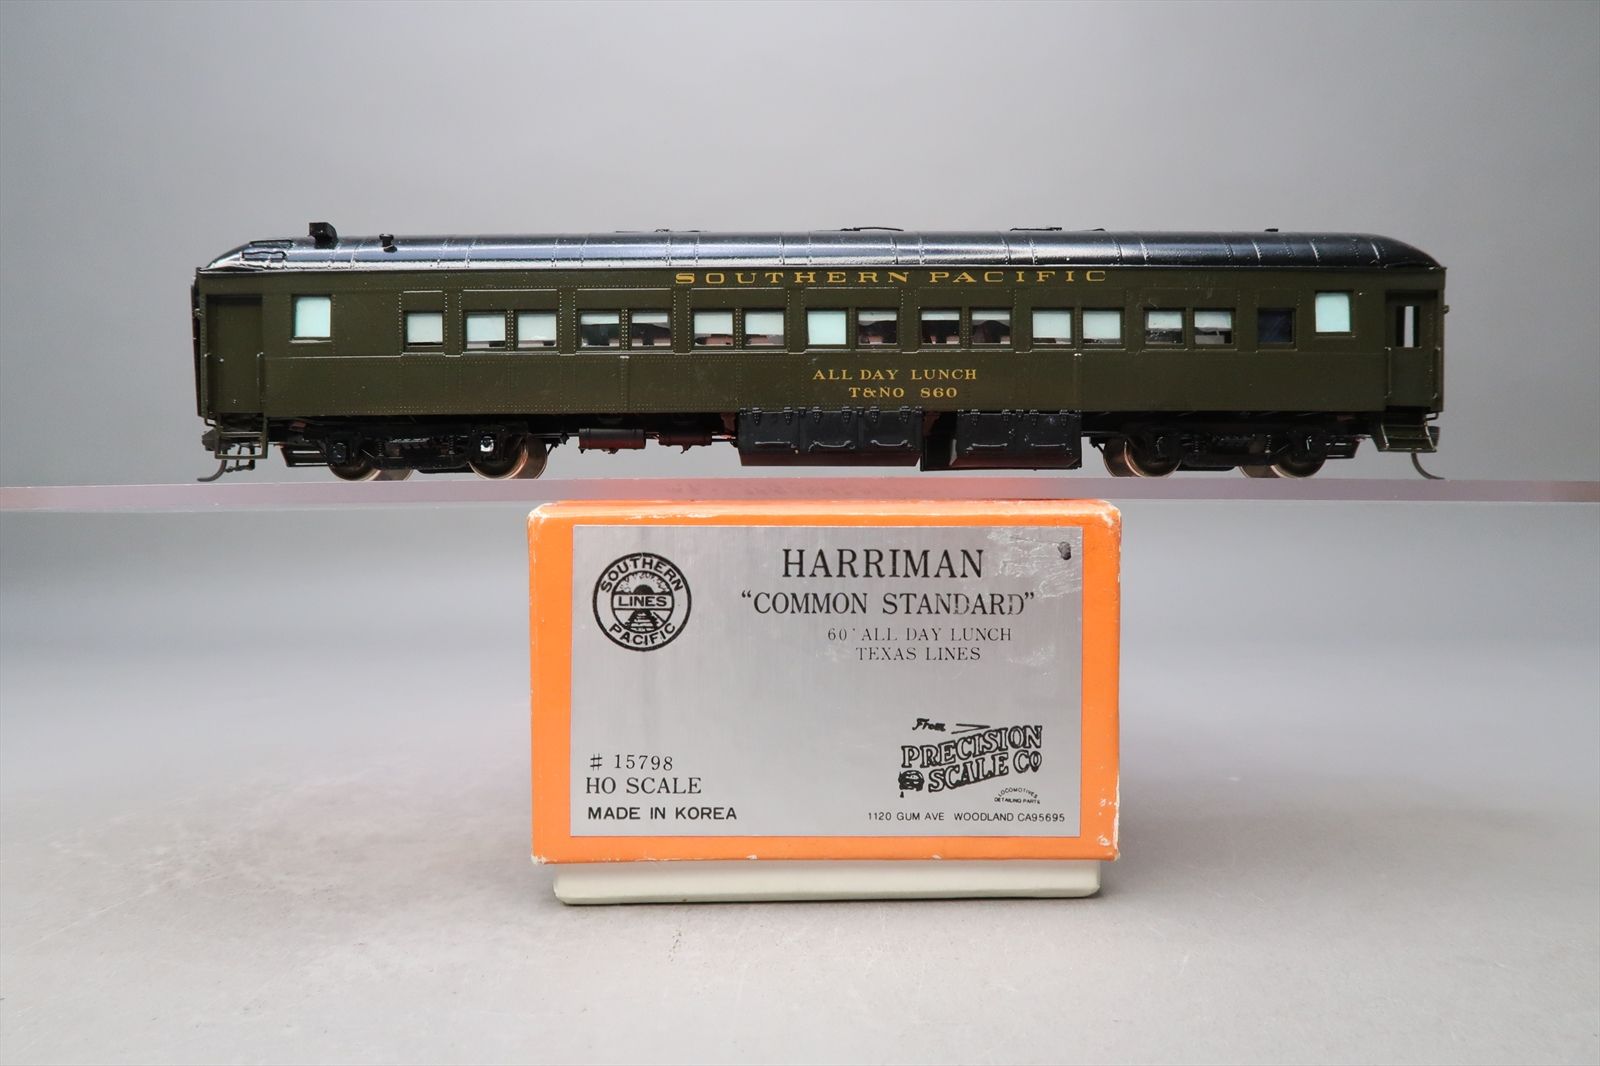 SOUTHERN PACIFIC
ALL DAY LUNCH
T&NO 860
SOUTHERN
LINES
PACIFIC
HARRIMAN
“COMMON STANDARD”
60' ALL DAY LUNCH
TEXAS LINES
# 15798
HO SCALE
MADE IN KOREA
From
PRECISION
SCALE CO
LOCOMOTIVES
DETAILING PARTS
1120 GUM AVE WOODLAND CA95695